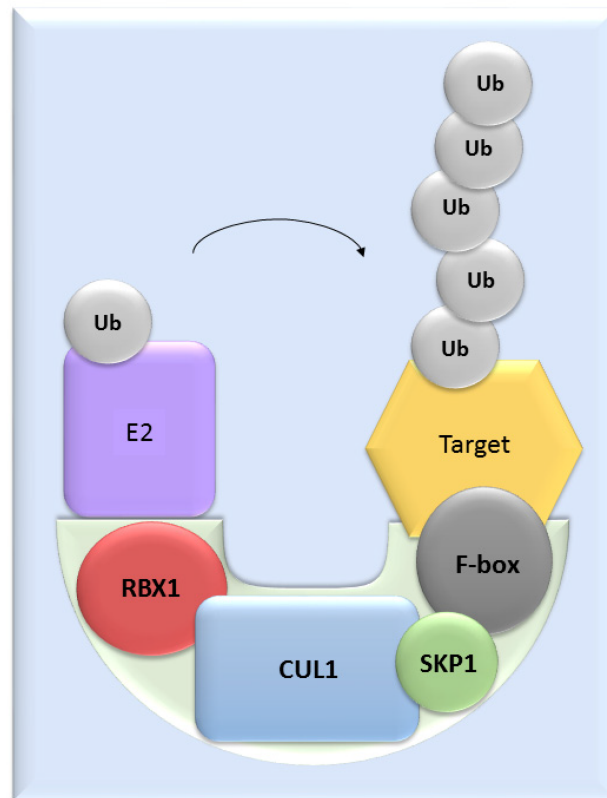 Ub
Ub
Ub
Ub
Ub
Ub
E2
Target
F-box
RBX1
CUL1
SKP1